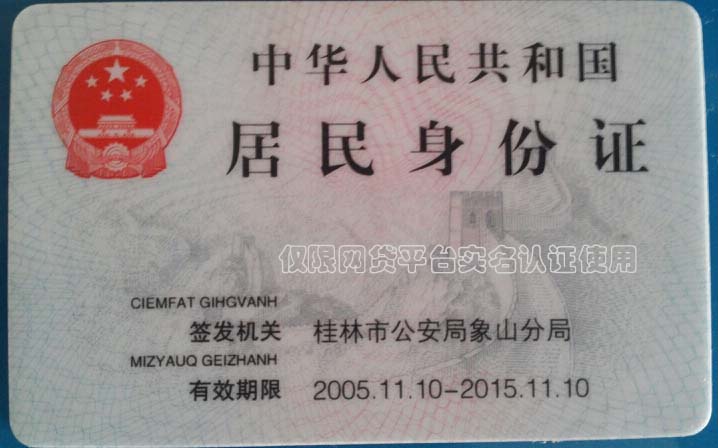 中华人民共和国
居民身份证
仅限网贷平台实名认证使用
CIEMFAT GIHGVANH
签发机关 桂林市公安局象山分局
MIZYAUQ GEIZHANH
有效期限 2005.11.10-2015.11.10